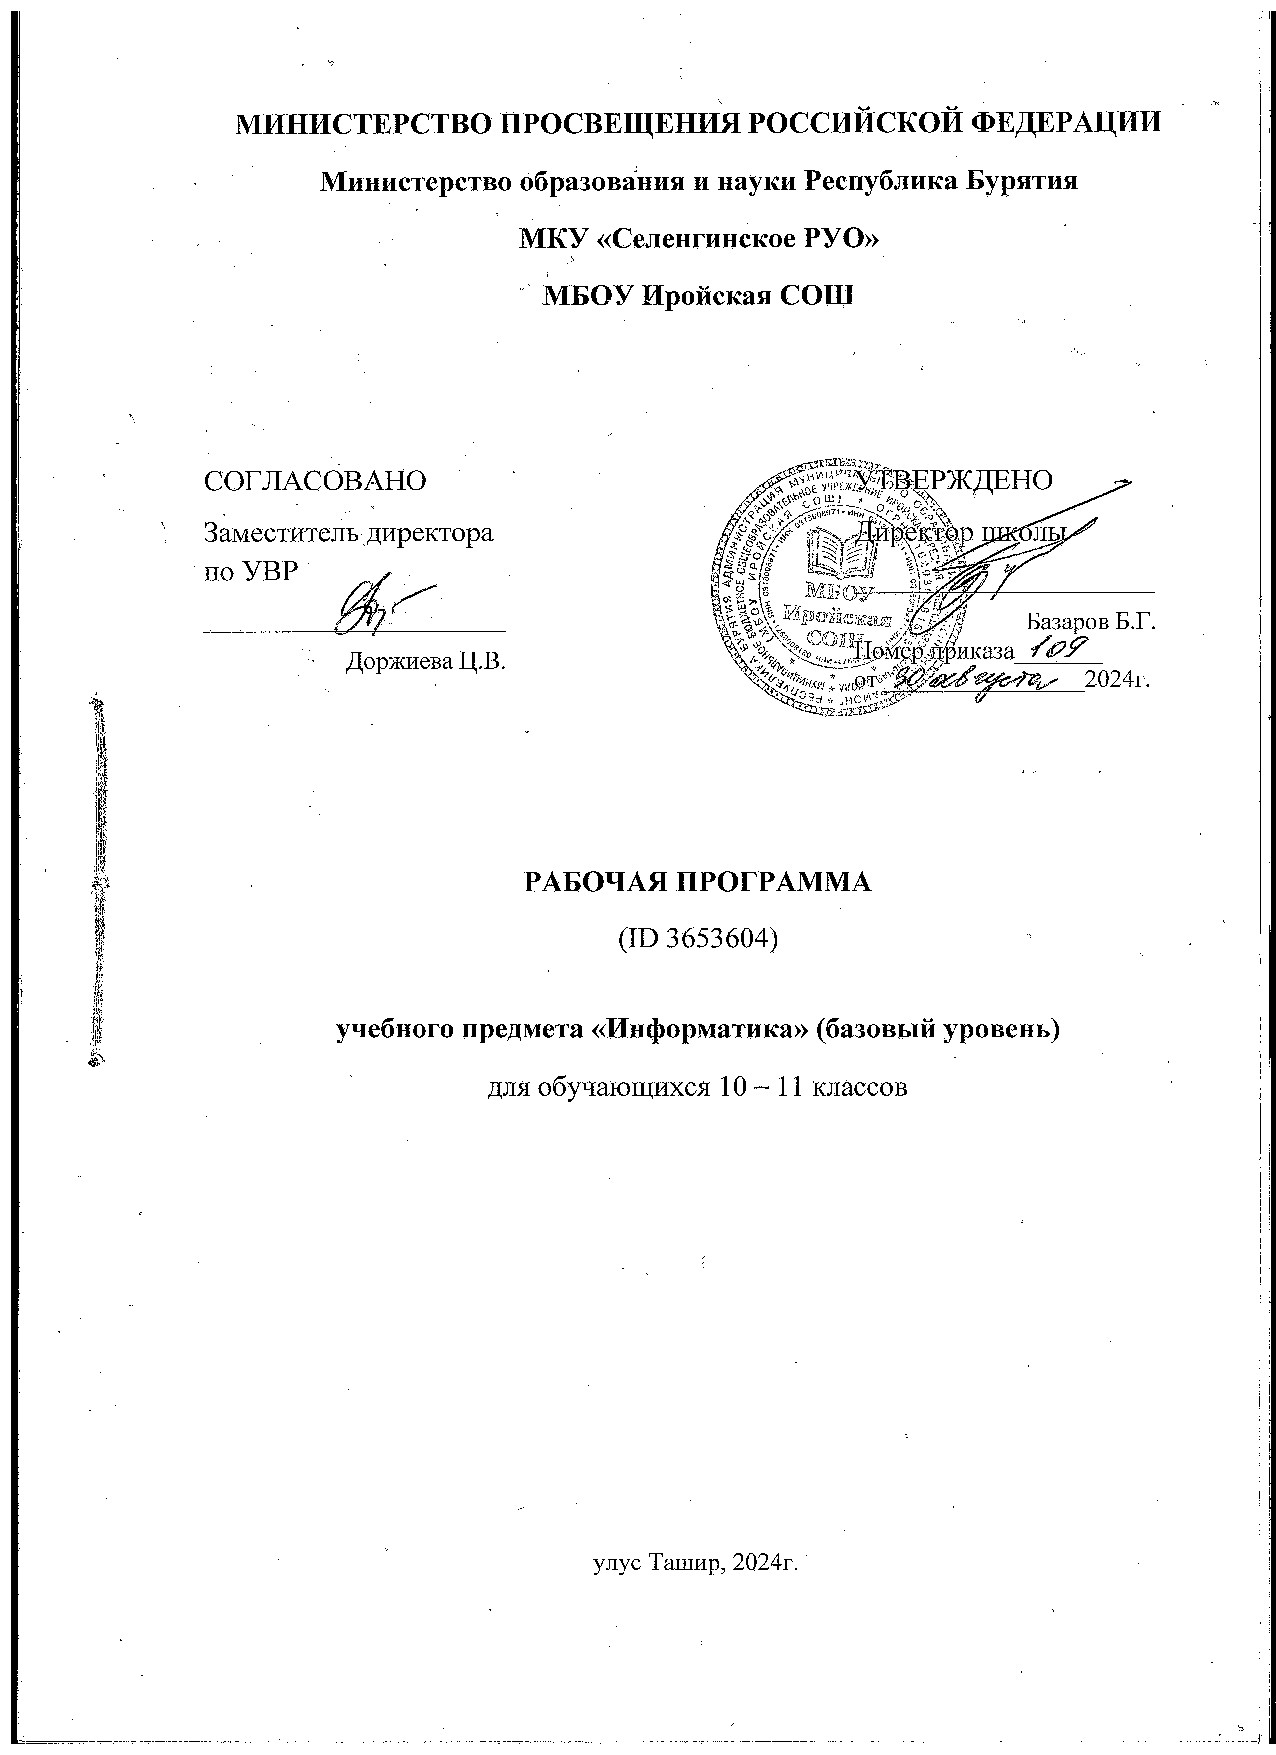 МИНИСТЕРСТВО ПРОСВЕЩЕНИЯ РОССИЙСКОЙ ФЕДЕРАЦИИ
Министерство образования и науки Республика Бурятия
МКУ «Селенгинское РУО»
МБОУ Иройская СОШ
СОГЛАСОВАНО
Заместитель директора
по УВР
Доржиева Ц.В.
УТВЕРЖДЕНО
Директор школы
Базаров Б.Г.
Номер приказа 109
от 30 августа 2024г.
МБОУ
Иройская
СОШ
РАБОЧАЯ ПРОГРАММА
(ID 3653604)
учебного предмета «Информатика» (базовый уровень)
для обучающихся 10 – 11 классов
улус Ташир, 2024г.